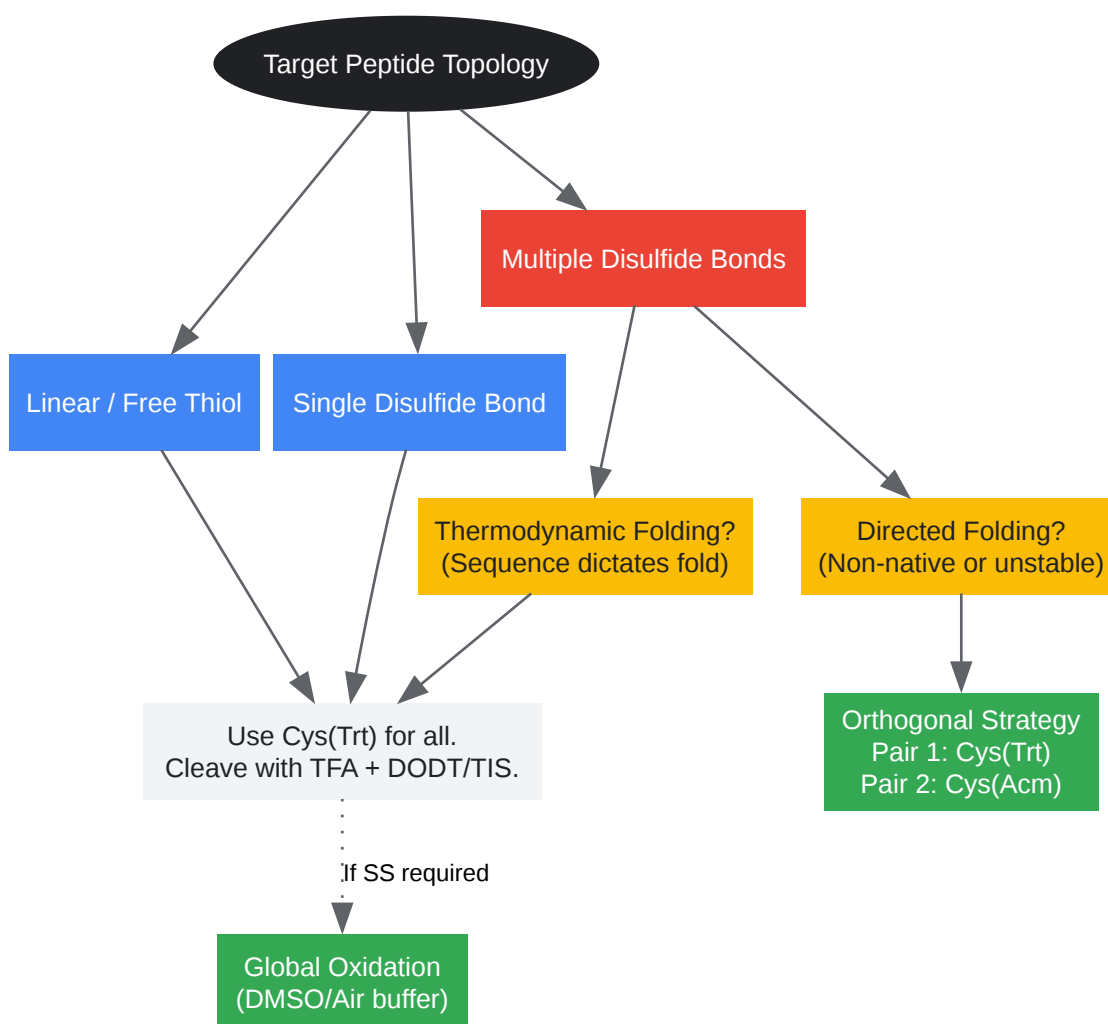 Target Peptide Topology
Multiple Disulfide Bonds
Linear / Free Thiol
Single Disulfide Bond
Thermodynamic Folding?
(Sequence dictates fold)
Directed Folding?
(Non-native or unstable)
Use Cys(Trt) for all.
Cleave with TFA + DODT/TIS.
Orthogonal Strategy
Pair 1: Cys(Trt)
Pair 2: Cys(Acm)
If SS required
Global Oxidation
(DMSO/Air buffer)